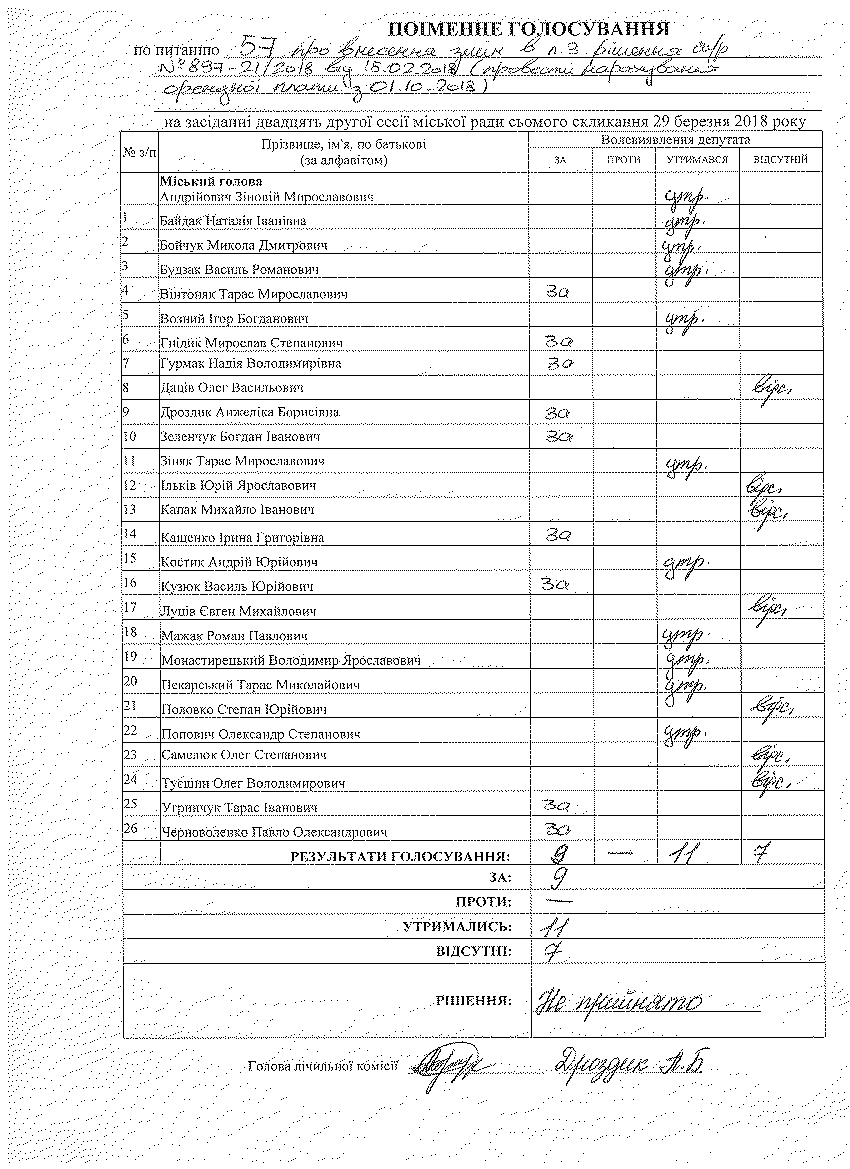 ПОІМЕННЕ ГОЛОСУВАННЯ
по питанню 57 про внесення змін в п.3 рішення м/р
№ 897-21/2018 від 15.02.2018 (провести нарахування
орендної плати з 01.10.2018)
на засіданні двадцять другої сесії міської ради сьомого скликання 29 березня 2018 року
№ з/п Прізвище, ім'я, по батькові (за алфавітом) Волевиявлення депутата
ЗА ПРОТИ УТРИМАВСЯ ВІДСУТНІЙ
Міський голова
Андрійович Зіновій Мирославович утр.
1 Байдак Наталія Іванівна утр.
2 Бойчук Микола Дмитрович утр.
3 Будзак Василь Романович утр.
4 Вінтоняк Тарас Мирославович За
5 Возний Ігор Богданович утр.
6 Гнідик Мирослав Степанович За
7 Гурмак Надія Володимирівна За
8 Даців Олег Васильович відс.
9 Дроздик Анжеліка Борисівна За
10 Зеленчук Богдан Іванович За
11 Зіняк Тарас Мирославович утр.
12 Ільків Юрій Ярославович відс.
13 Капак Михайло Іванович відс.
14 Кащенко Ірина Григорівна За
15 Костик Андрій Юрійович утр.
16 Кузюк Василь Юрійович За
17 Луців Євген Михайлович відс.
18 Мажак Роман Павлович утр.
19 Монастирецький Володимир Ярославович утр.
20 Пекарський Тарас Миколайович утр.
21 Половко Степан Юрійович відс.
22 Попович Олександр Степанович утр.
23 Самелюк Олег Степанович відс.
24 Туєшин Олег Володимирович відс.
25 Угринчук Тарас Іванович За
26 Черноволенко Павло Олександрович За
РЕЗУЛЬТАТИ ГОЛОСУВАННЯ: 9 — 11 7
ЗА: 9
ПРОТИ: —
УТРИМАЛИСЬ: 11
ВІДСУТНІ: 7
РІШЕННЯ: Не прийнято
Голова лічильної комісії Дроздик А.Б.